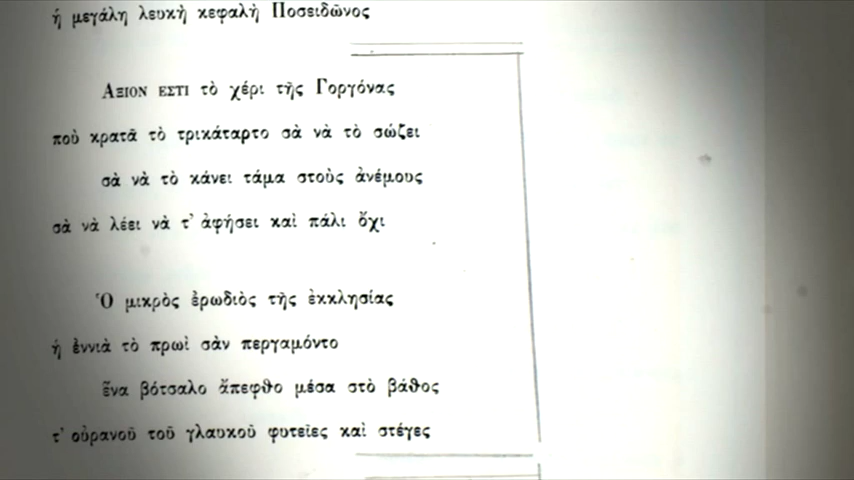 ἡ μεγάλη λευκὴ κεφαλὴ Ποσειδῶνος
ΑΞΙΟΝ ΕΣΤΙ τὸ χέρι τῆς Γοργόνας
ποὺ κρατᾶ τὸ τρικάταρτο σὰ νὰ τὸ σώζει
σὰ νὰ τὸ κάνει τάμα στοὺς ἀνέμους
σὰ νὰ λέει νὰ τ' ἀφήσει καὶ πάλι ὄχι
Ὁ μικρὸς ἐρωδιὸς τῆς ἐκκλησίας
ἡ ἐννιὰ τὸ πρωὶ σὰν περγαμόντο
ἕνα βότσαλο ἄπεφθο μέσα στὸ βάθος
τ' οὐρανοῦ τοῦ γλαυκοῦ φυτεῖες καὶ στέγες